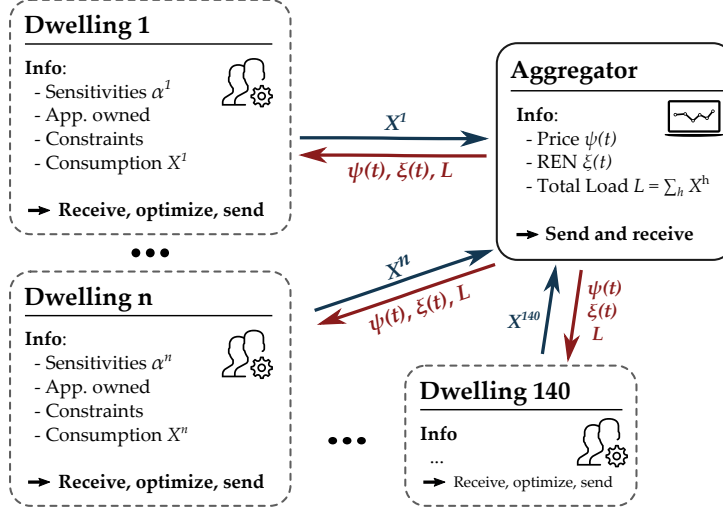 Dwelling 1
Info:
- Sensitivities α¹
- App. owned
- Constraints
- Consumption X¹
→ Receive, optimize, send
...
X¹
ψ(t), ξ(t), L
Aggregator
Info:
- Price ψ(t)
- REN ξ(t)
- Total Load L = ∑ₕ Xʰ
→ Send and receive
Dwelling n
Info:
- Sensitivities αⁿ
- App. owned
- Constraints
- Consumption Xⁿ
→ Receive, optimize, send
Xⁿ
ψ(t), ξ(t), L
...
X¹⁴⁰
ψ(t)
ξ(t)
L
Dwelling 140
Info
...
→ Receive, optimize, send